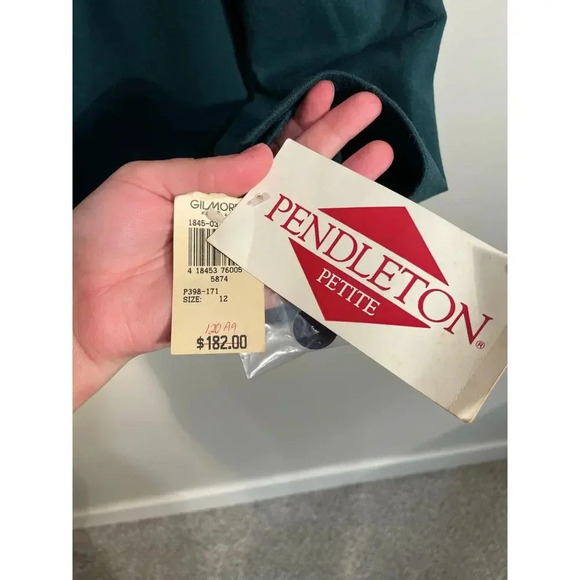 GILMORE
1845-03
4 18453 76005
5874
P398-171
SIZE: 12
120 A9
$182.00
PENDLETON®
PETITE